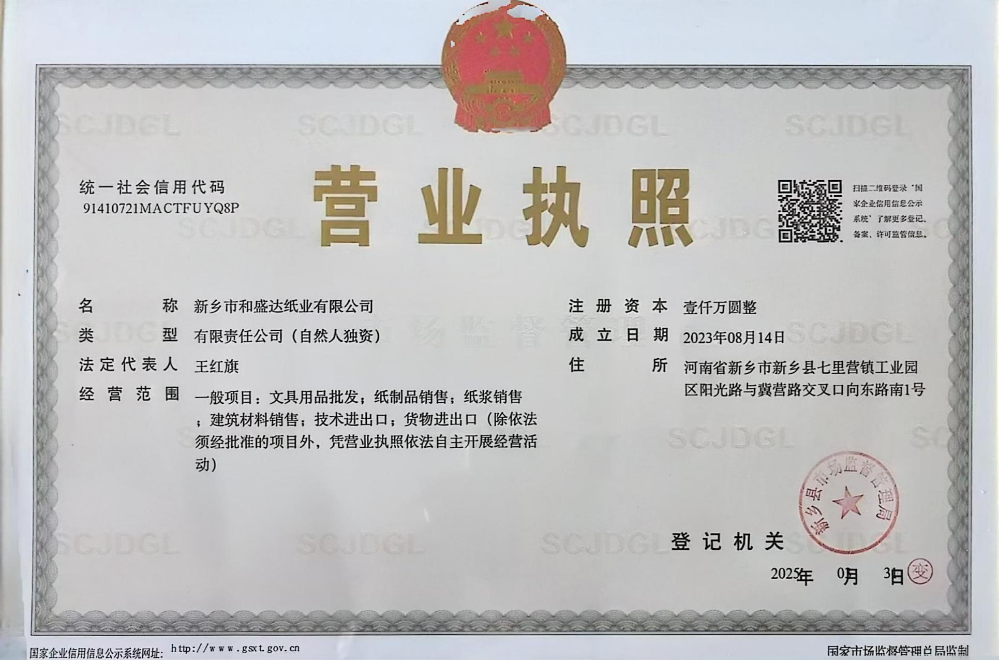 营业执照
统一社会信用代码
91410721MACTFUYQ8P
扫描二维码登录“国
家企业信用信息公示
系统”了解更多登记、
备案、许可监管信息。
名称 新乡市和盛达纸业有限公司
类型 有限责任公司（自然人独资）
法定代表人 王红旗
经营范围 一般项目：文具用品批发；纸制品销售；纸浆销售
；建筑材料销售；技术进出口；货物进出口（除依法
须经批准的项目外，凭营业执照依法自主开展经营活
动）
注册资本 壹仟万圆整
成立日期 2023年08月14日
住所 河南省新乡市新乡县七里营镇工业园
区阳光路与冀营路交叉口向东路南1号
新乡县市场监督管理局
登记机关
2025年 月 日
变
国家企业信用信息公示系统网址： http://www.gsxt.gov.cn
国家市场监督管理总局监制
SCJDGL SCJDGL SCJDGL SCJDGL
市场监督管理